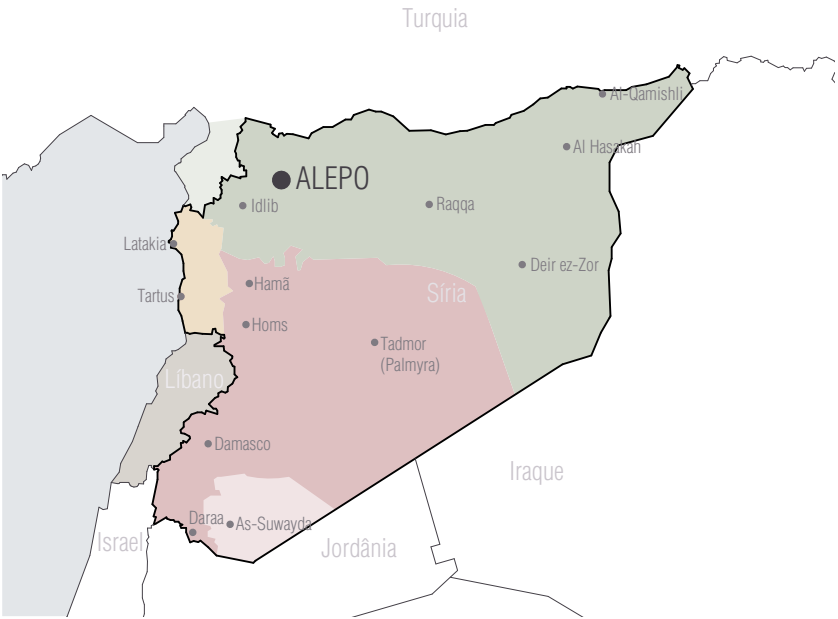 Turquia
Al-Qamishli
Al Hasakah
ALEPO
Idlib
Raqqa
Latakia
Deir ez-Zor
Hamã
Síria
Tartus
Homs
Tadmor
(Palmyra)
Líbano
Damasco
Iraque
Daraa
As-Suwayda
Israel
Jordânia